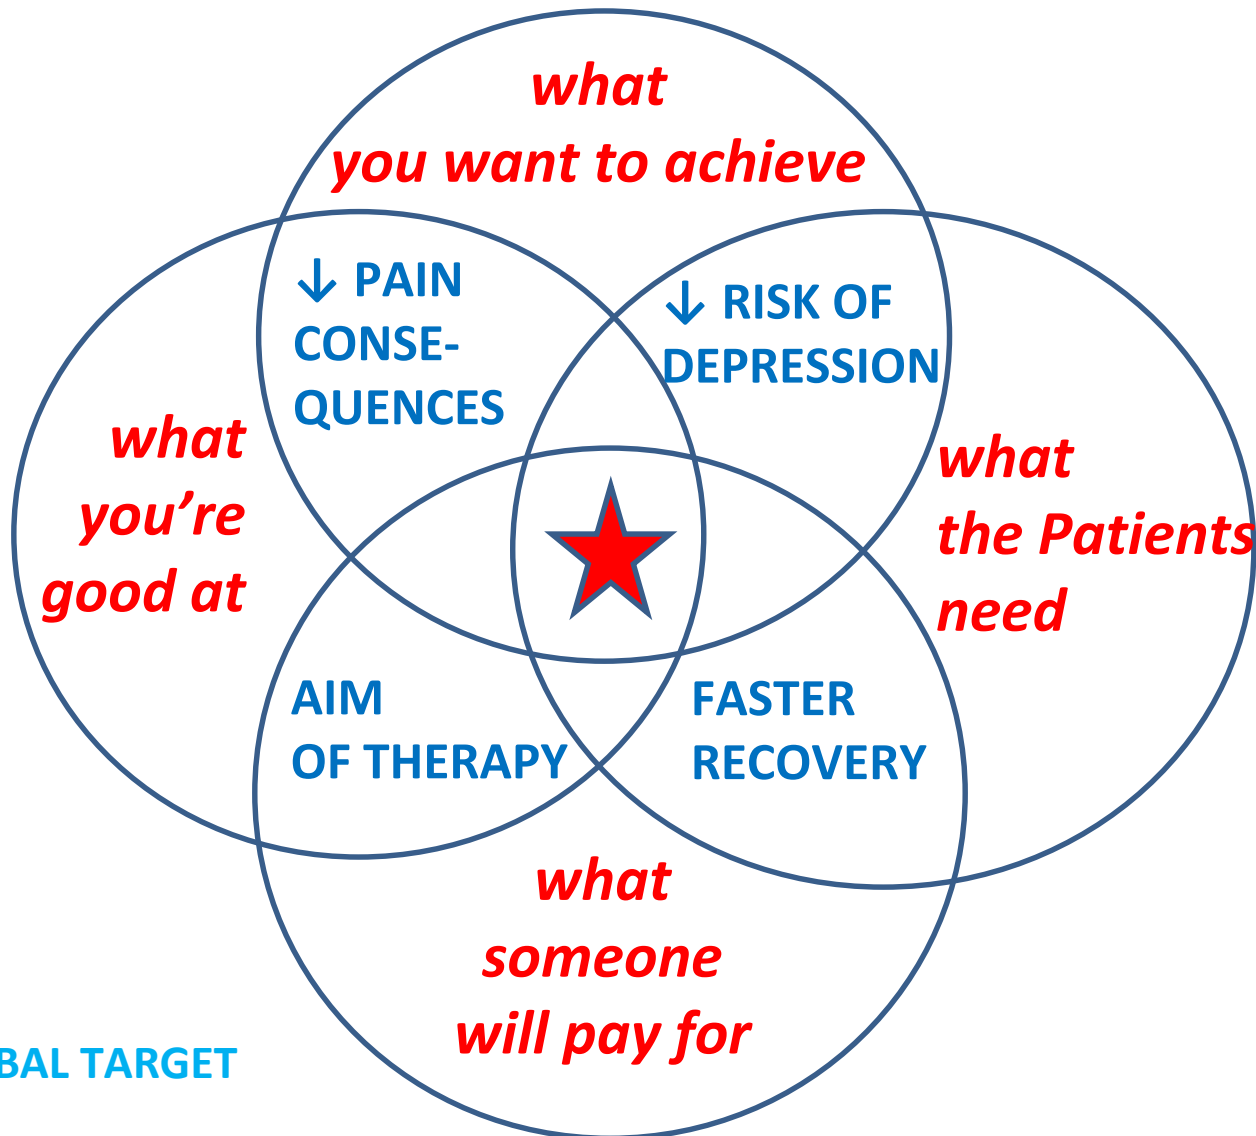 what
you want to achieve
↓ PAIN
CONSE-
QUENCES
↓ RISK OF
DEPRESSION
what
you’re
good at
what
the Patients
need
AIM
OF THERAPY
FASTER
RECOVERY
what
someone
will pay for
BAL TARGET